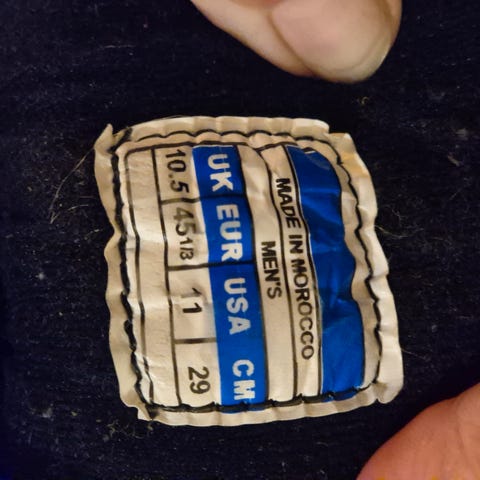 MADE IN MOROCCO
MEN'S
UK EUR USA CM
10.5 45 1/3 11 29